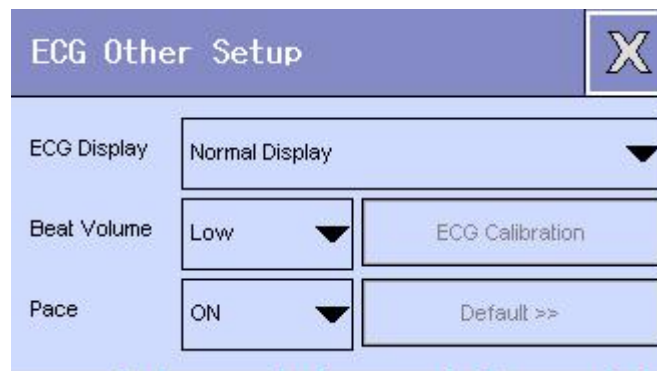 ECG Other Setup X
ECG Display Normal Display
Beat Volume Low ECG Calibration
Pace ON Default >>